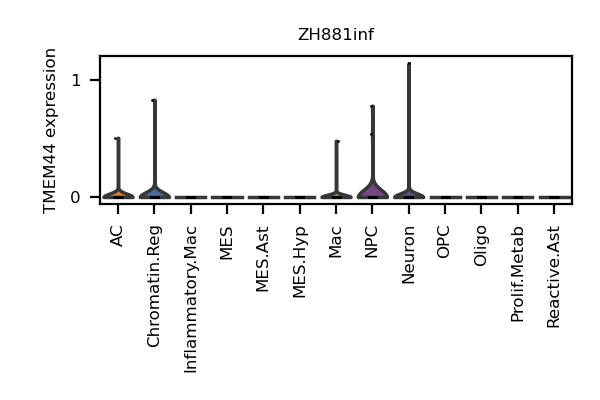 ZH881inf
TMEM44 expression
1
0
AC
Chromatin.Reg
Inflammatory.Mac
MES
MES.Ast
MES.Hyp
Mac
NPC
Neuron
OPC
Oligo
Prolif.Metab
Reactive.Ast